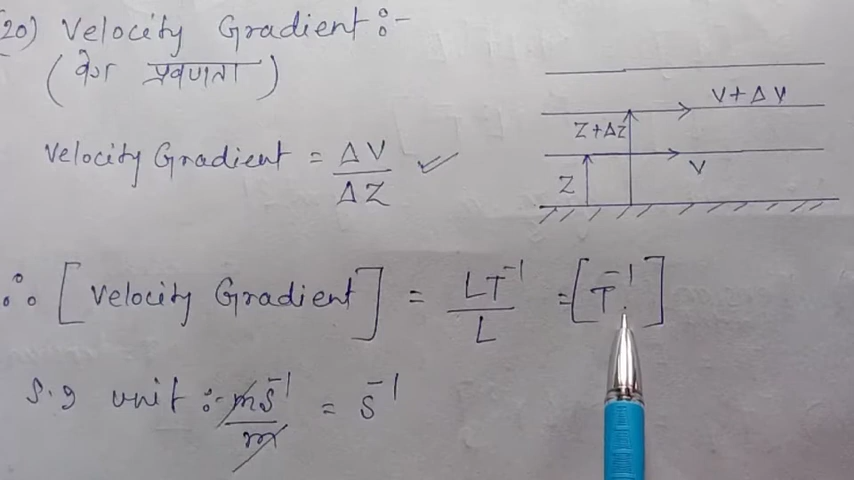 (20) Velocity Gradient :-
(वेग प्रवणता)
Velocity Gradient = ΔV/ΔZ ✓
V+ΔV
Z+ΔZ
V
Z
∴ [Velocity Gradient] = LT⁻¹/L = [T⁻¹]
S.I unit :- ms⁻¹/m = s⁻¹